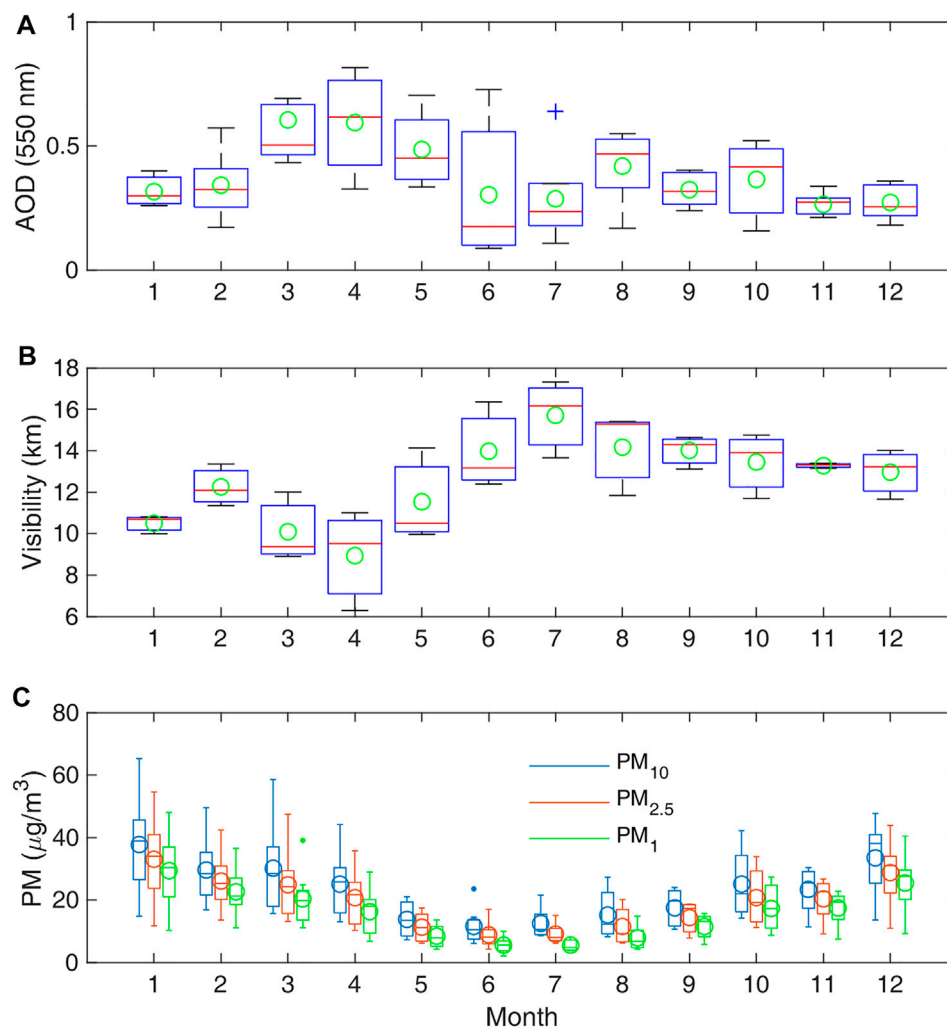 A
AOD (550 nm)
1
0.5
0
1 2 3 4 5 6 7 8 9 10 11 12
B
Visibility (km)
18
16
14
12
10
8
6
1 2 3 4 5 6 7 8 9 10 11 12
C
PM (μg/m³)
80
60
40
20
0
PM₁₀
PM₂.₅
PM₁
1 2 3 4 5 6 7 8 9 10 11 12
Month